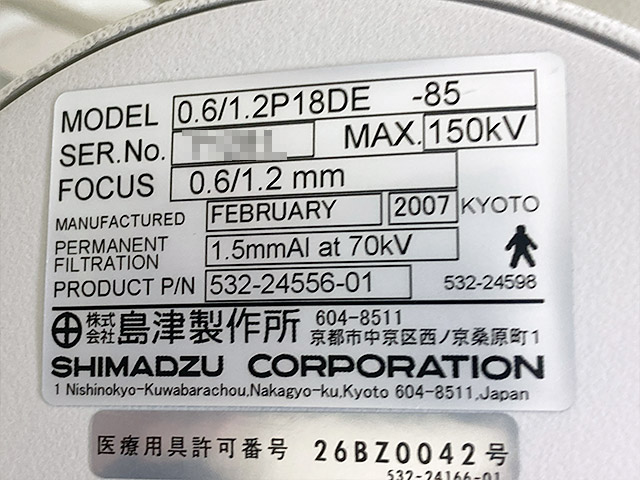 MODEL 0.6/1.2P18DE -85
SER.No. MAX. 150kV
FOCUS 0.6/1.2 mm
MANUFACTURED FEBRUARY 2007 KYOTO
PERMANENT FILTRATION 1.5mmAl at 70kV
PRODUCT P/N 532-24556-01 532-24598
株式会社 島津製作所 604-8511
京都市中京区西ノ京桑原町1
SHIMADZU CORPORATION
1 Nishinokyo-Kuwabarachou,Nakagyo-ku,Kyoto 604-8511,Japan
医療用具許可番号 26BZ0042号
532-24166-01